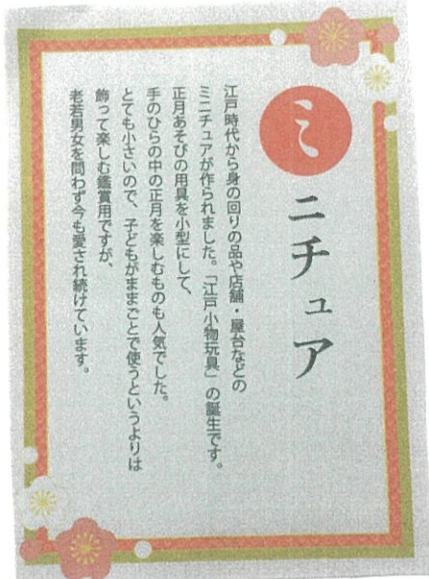 ミニチュア
江戸時代から身の回りの品や店舗・屋台などの
ミニチュアが作られました。「江戸小物玩具」の誕生です。
正月あそびの用具を小型にして、
手のひらの中の正月を楽しむものも人気でした。
とても小さいので、子どもがままごとで使うというよりは
飾って楽しむ鑑賞用ですが、
老若男女を問わず今も愛され続けています。